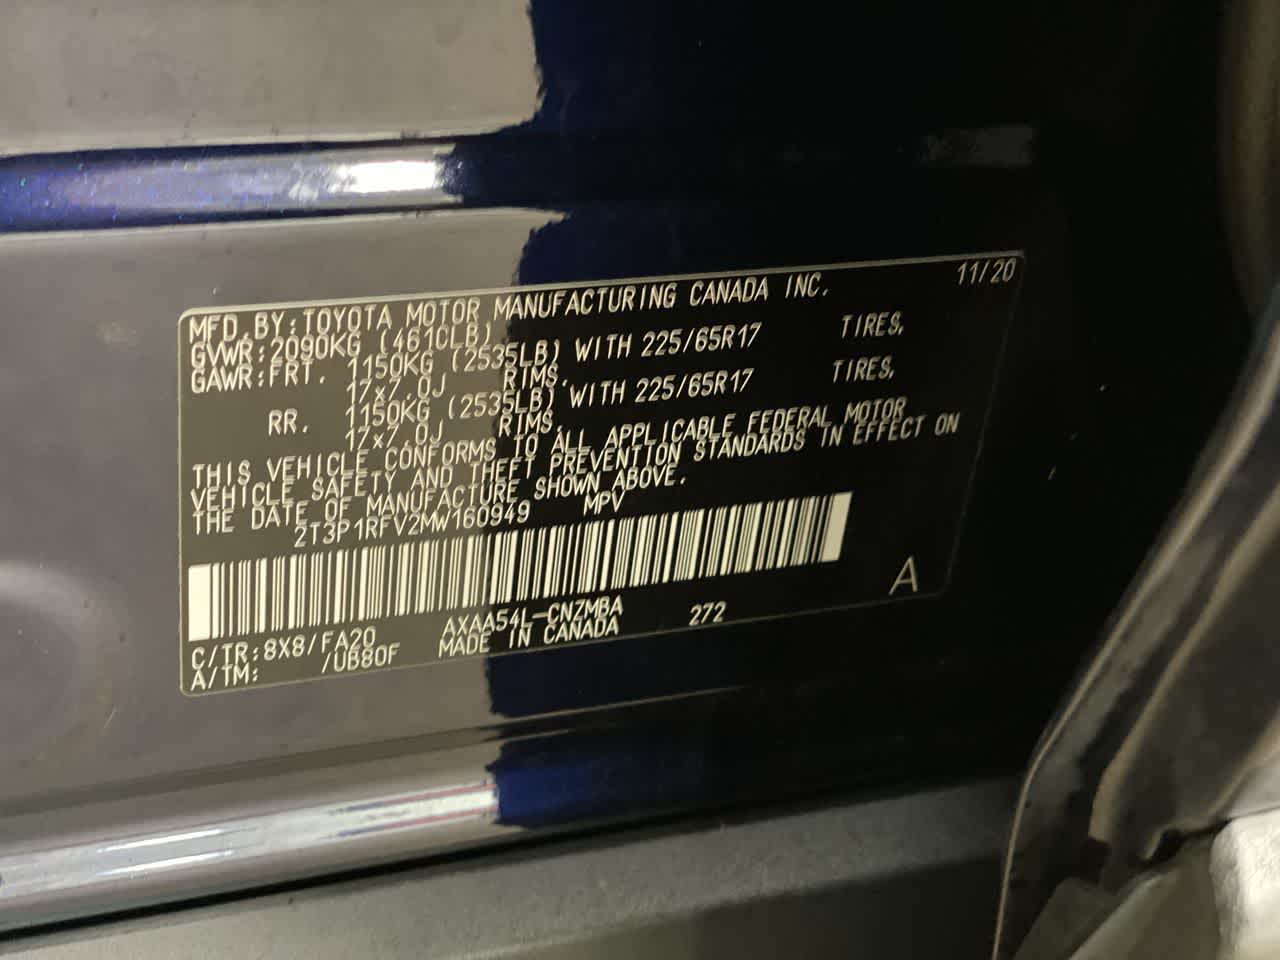 MFD.BY:TOYOTA MOTOR MANUFACTURING CANADA INC. 11/20
GVWR:2090KG (4610LB)
GAWR:FRT. 1150KG (2535LB) WITH 225/65R17 TIRES,
17x7.0J RIMS.
RR. 1150KG (2535LB) WITH 225/65R17 TIRES,
17x7.0J RIMS.
THIS VEHICLE CONFORMS TO ALL APPLICABLE FEDERAL MOTOR
VEHICLE SAFETY AND THEFT PREVENTION STANDARDS IN EFFECT ON
THE DATE OF MANUFACTURE SHOWN ABOVE.
2T3P1RFV2MW160949 MPV
A
C/TR:8X8/FA20 AXAA54L-CNZMBA 272
A/TM: /UB80F MADE IN CANADA